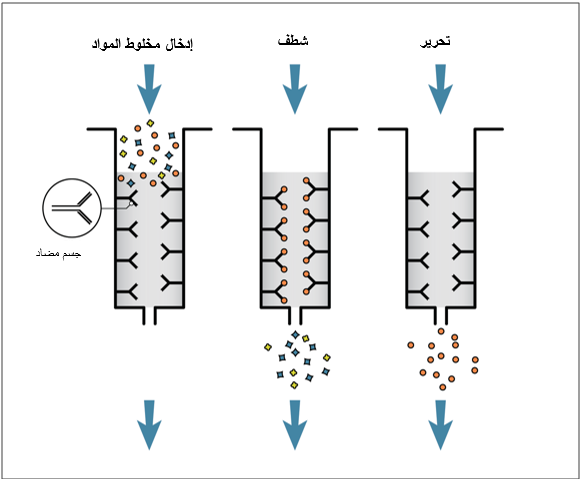 إدخال مخلوط المواد
شطف
تحرير
جسم مضاد